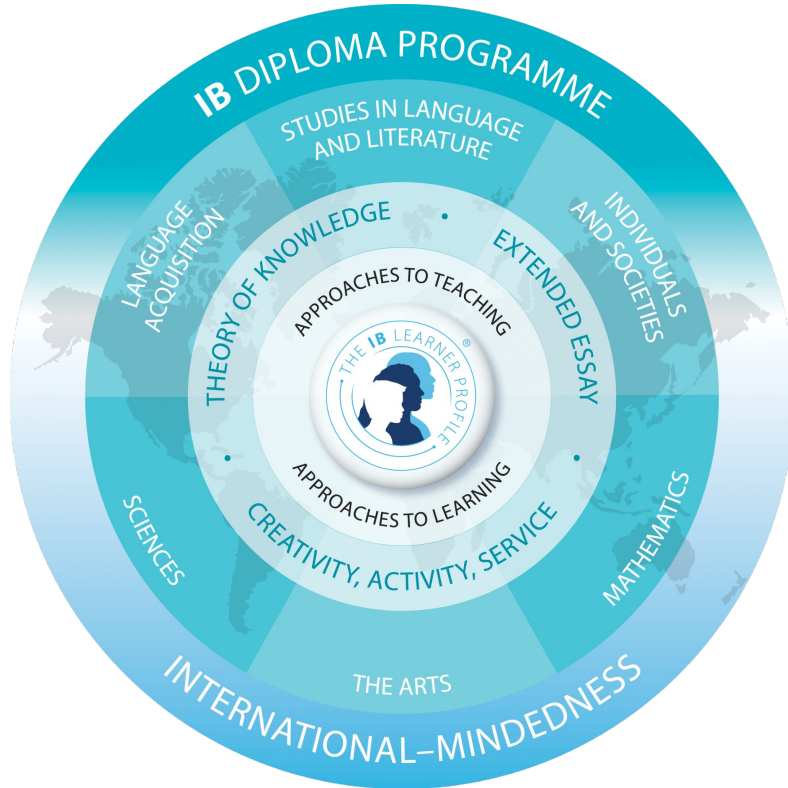 IB DIPLOMA PROGRAMME
STUDIES IN LANGUAGE
AND LITERATURE
LANGUAGE
ACQUISITION
INDIVIDUALS
AND SOCIETIES
THEORY OF KNOWLEDGE
•
EXTENDED ESSAY
APPROACHES TO TEACHING
• THE IB LEARNER PROFILE •
®
APPROACHES TO LEARNING
• CREATIVITY, ACTIVITY, SERVICE •
SCIENCES
MATHEMATICS
THE ARTS
INTERNATIONAL–MINDEDNESS